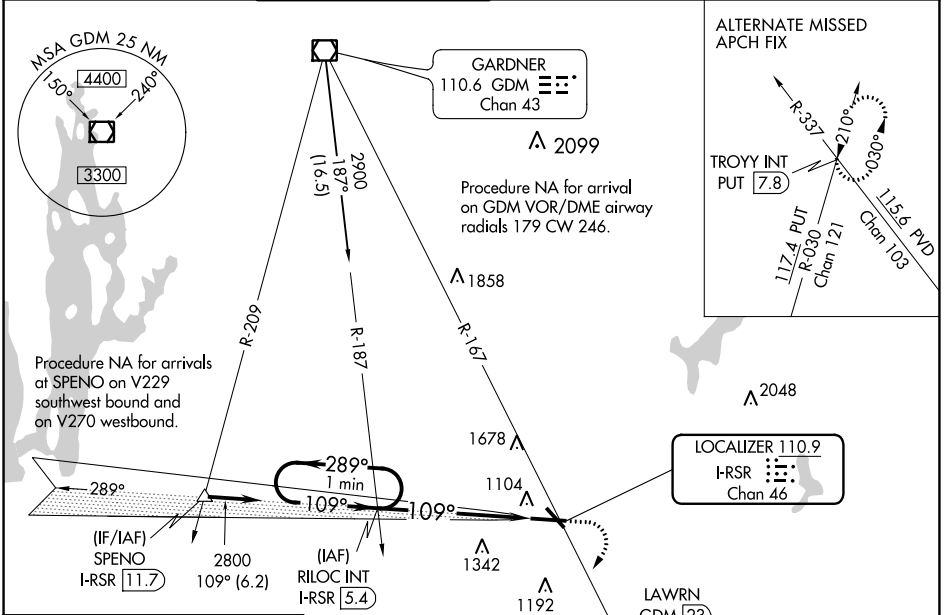 MSA GDM 25 NM
150°
4400
240°
3300
GARDNER
110.6 GDM
Chan 43
2099
2900
187°
(16.5)
Procedure NA for arrival
on GDM VOR/DME airway
radials 179 CW 246.
1858
R-209
R-187
R-167
ALTERNATE MISSED
APCH FIX
R-337
210°
030°
TROYY INT
PUT 7.8
117.4 PUT
R-030
Chan 121
115.6 PVD
Chan 103
Procedure NA for arrivals
at SPENO on V229
southwest bound and
on V270 westbound.
2048
1678
LOCALIZER 110.9
I-RSR
Chan 46
289°
1 min
109°
109°
1104
289°
(IF/IAF)
SPENO
I-RSR 11.7
2800
109° (6.2)
(IAF)
RILOC INT
I-RSR 5.4
1342
1192
LAWRN
GDM 23